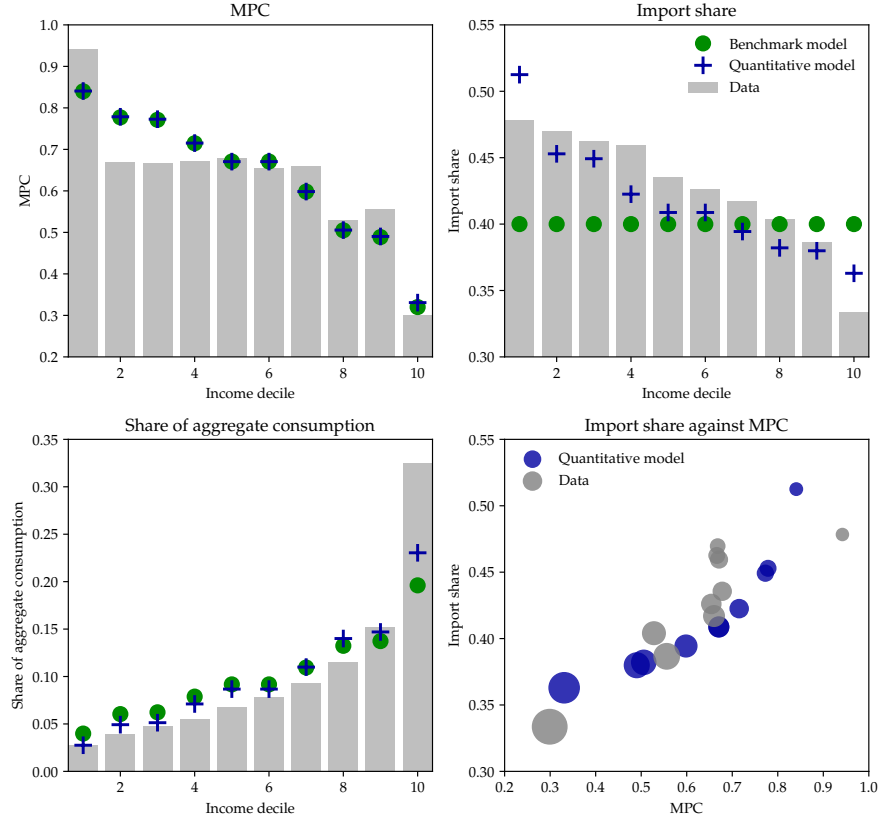 MPC
MPC
1.0
0.9
0.8
0.7
0.6
0.5
0.4
0.3
0.2
2 4 6 8 10
Income decile
Import share
Import share
0.55
0.50
0.45
0.40
0.35
0.30
Benchmark model
Quantitative model
Data
2 4 6 8 10
Income decile
Share of aggregate consumption
Share of aggregate consumption
0.35
0.30
0.25
0.20
0.15
0.10
0.05
0.00
2 4 6 8 10
Income decile
Import share against MPC
Import share
0.55
0.50
0.45
0.40
0.35
0.30
Quantitative model
Data
0.2 0.3 0.4 0.5 0.6 0.7 0.8 0.9 1.0
MPC